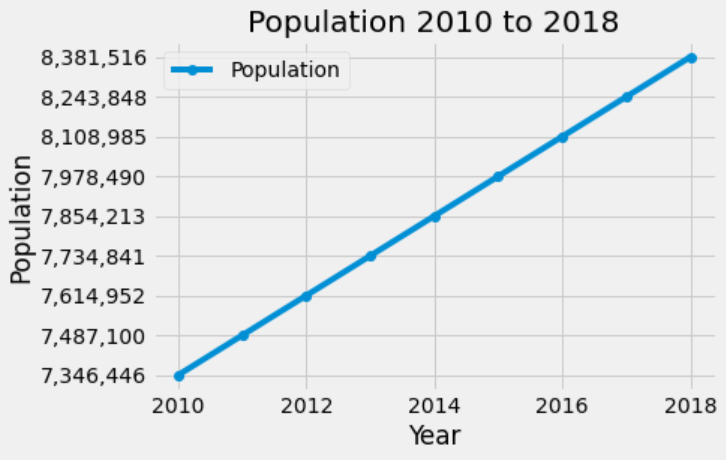 Population 2010 to 2018
Population
8,381,516
8,243,848
8,108,985
7,978,490
7,854,213
7,734,841
7,614,952
7,487,100
7,346,446
Population
2010 2012 2014 2016 2018
Year